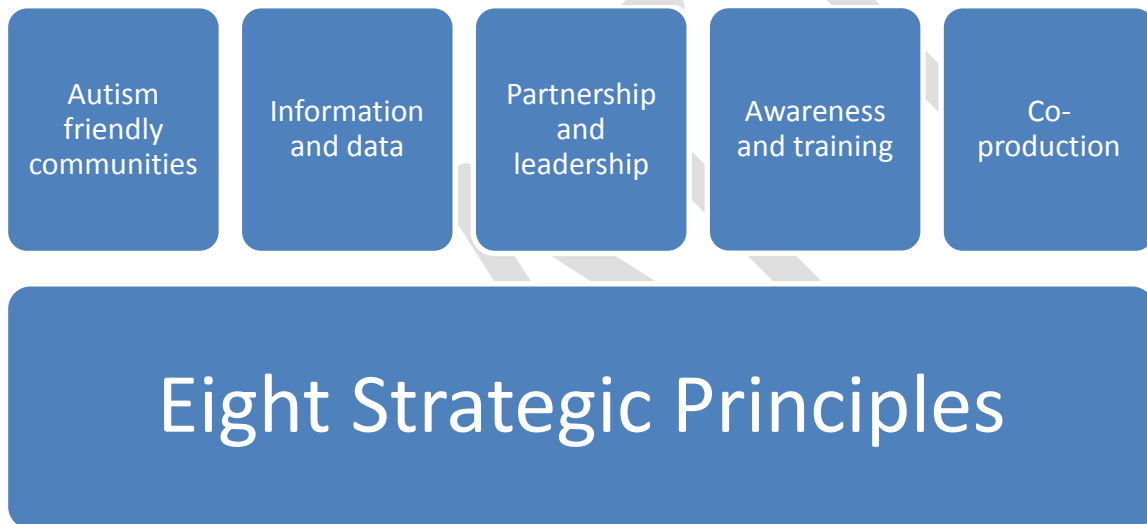 Autism
friendly
communities
Information
and data
Partnership
and
leadership
Awareness
and training
Co-
production
Eight Strategic Principles